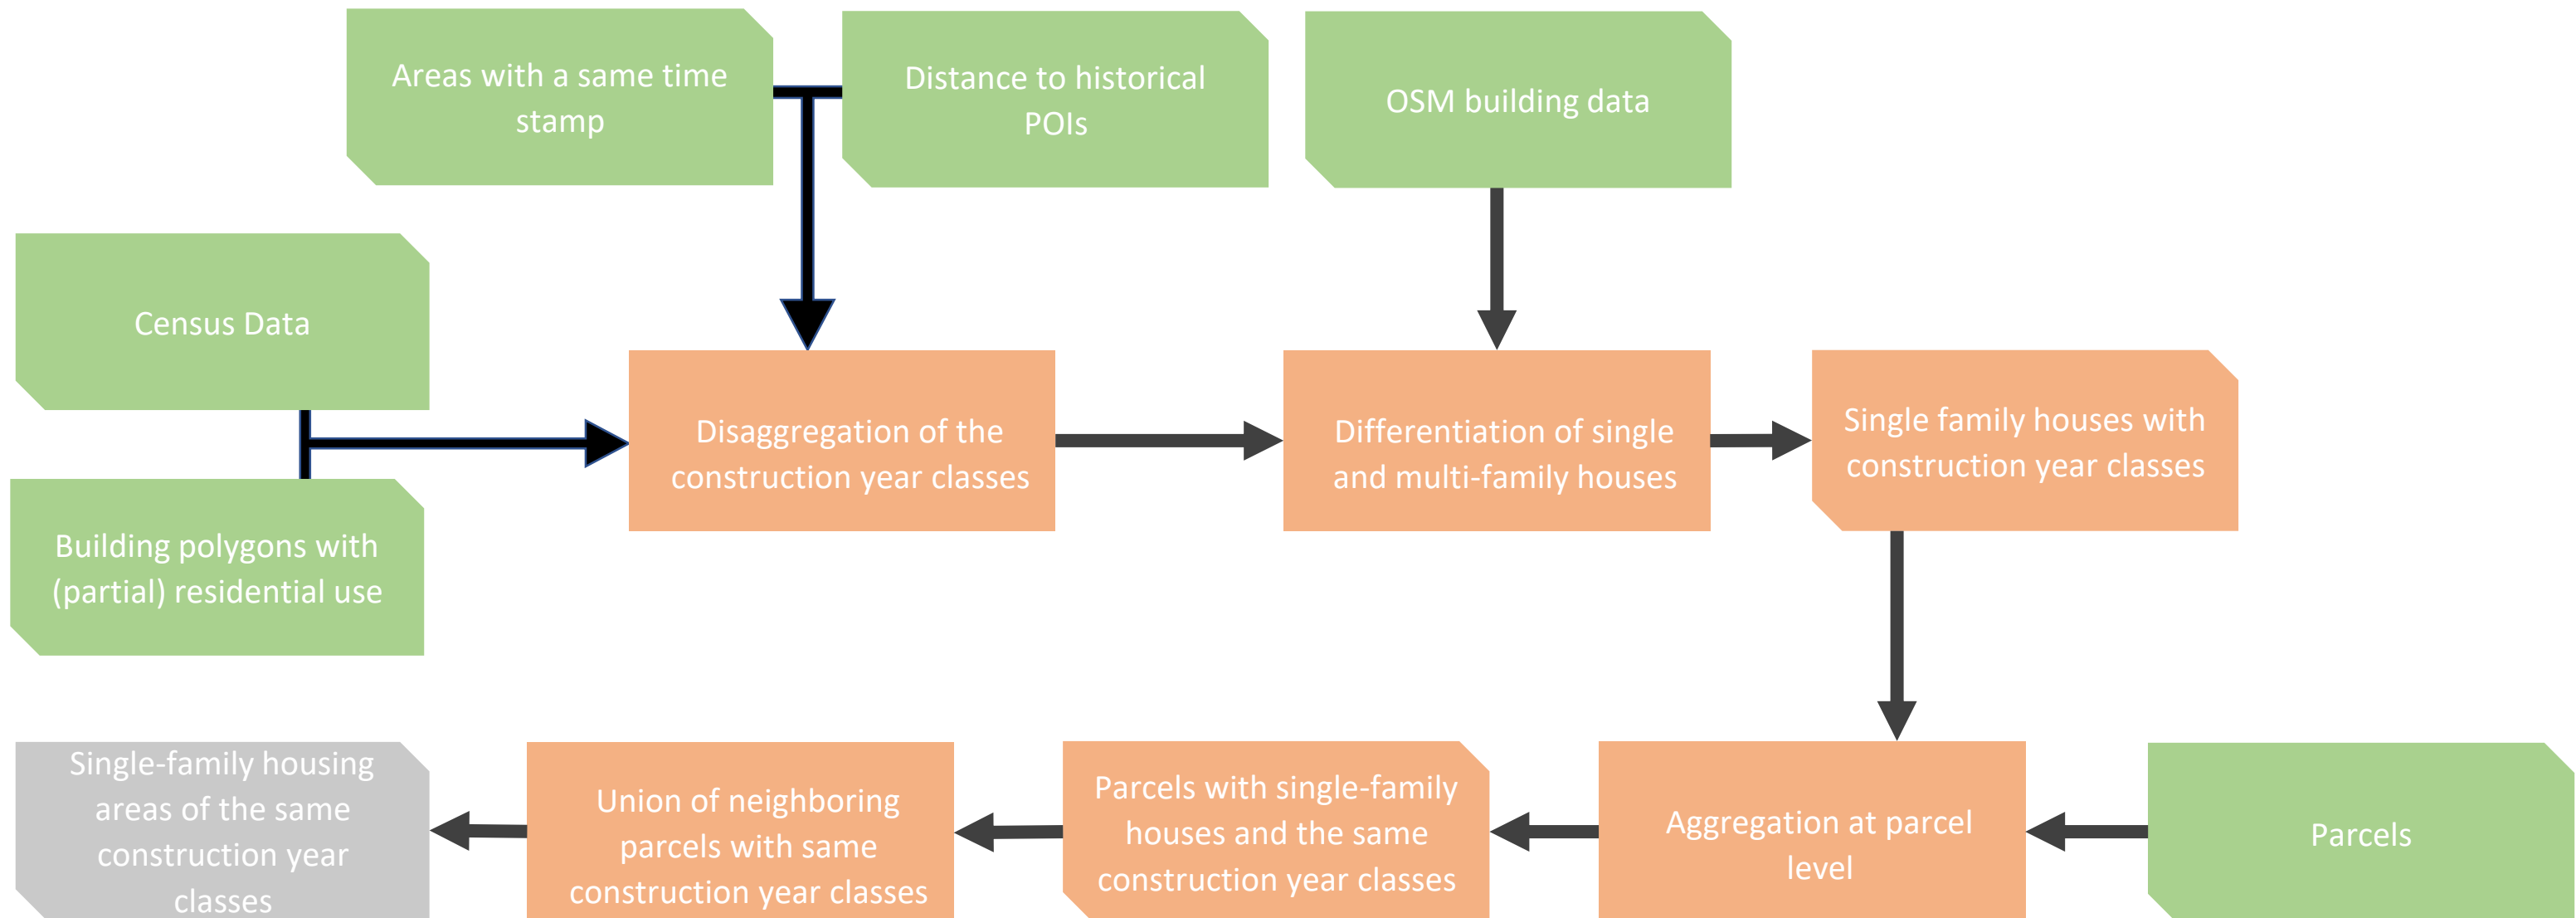 Areas with a same time
stamp
Distance to historical
POIs
OSM building data
Census Data
Disaggregation of the
construction year classes
Differentiation of single
and multi-family houses
Single family houses with
construction year classes
Building polygons with
(partial) residential use
Single-family housing
areas of the same
construction year
classes
Union of neighboring
parcels with same
construction year classes
Parcels with single-family
houses and the same
construction year classes
Aggregation at parcel
level
Parcels